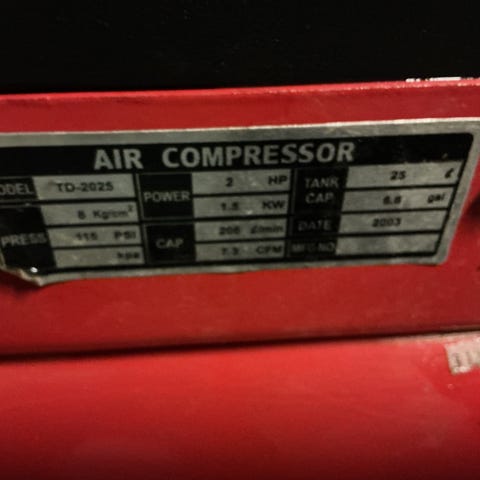 AIR COMPRESSOR
MODEL TD-2025 POWER 2 HP TANK CAP. 25 ℓ
8 Kg/cm² 1.5 KW 6.6 gal
PRESS 115 PSI CAP. 206 ℓ/min DATE 2003
kpa 7.3 CFM MFG NO